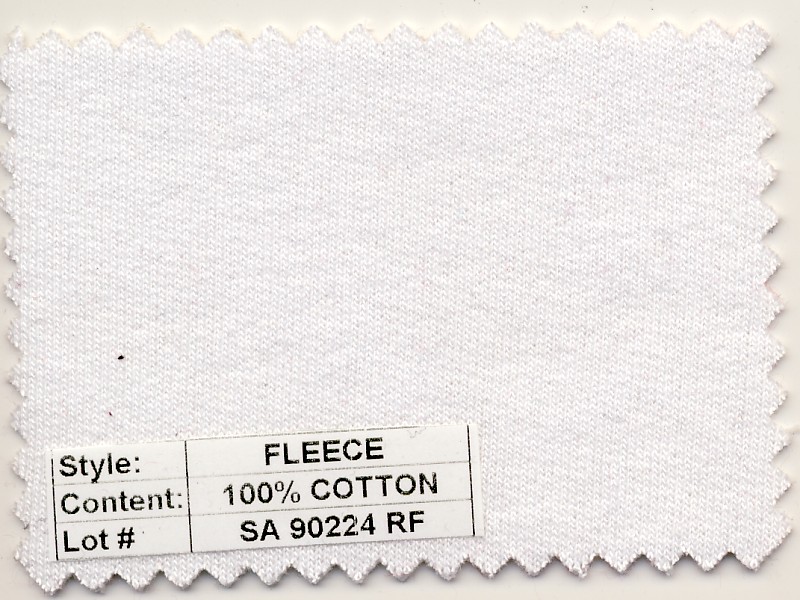 Style: FLEECE
Content: 100% COTTON
Lot # SA 90224 RF